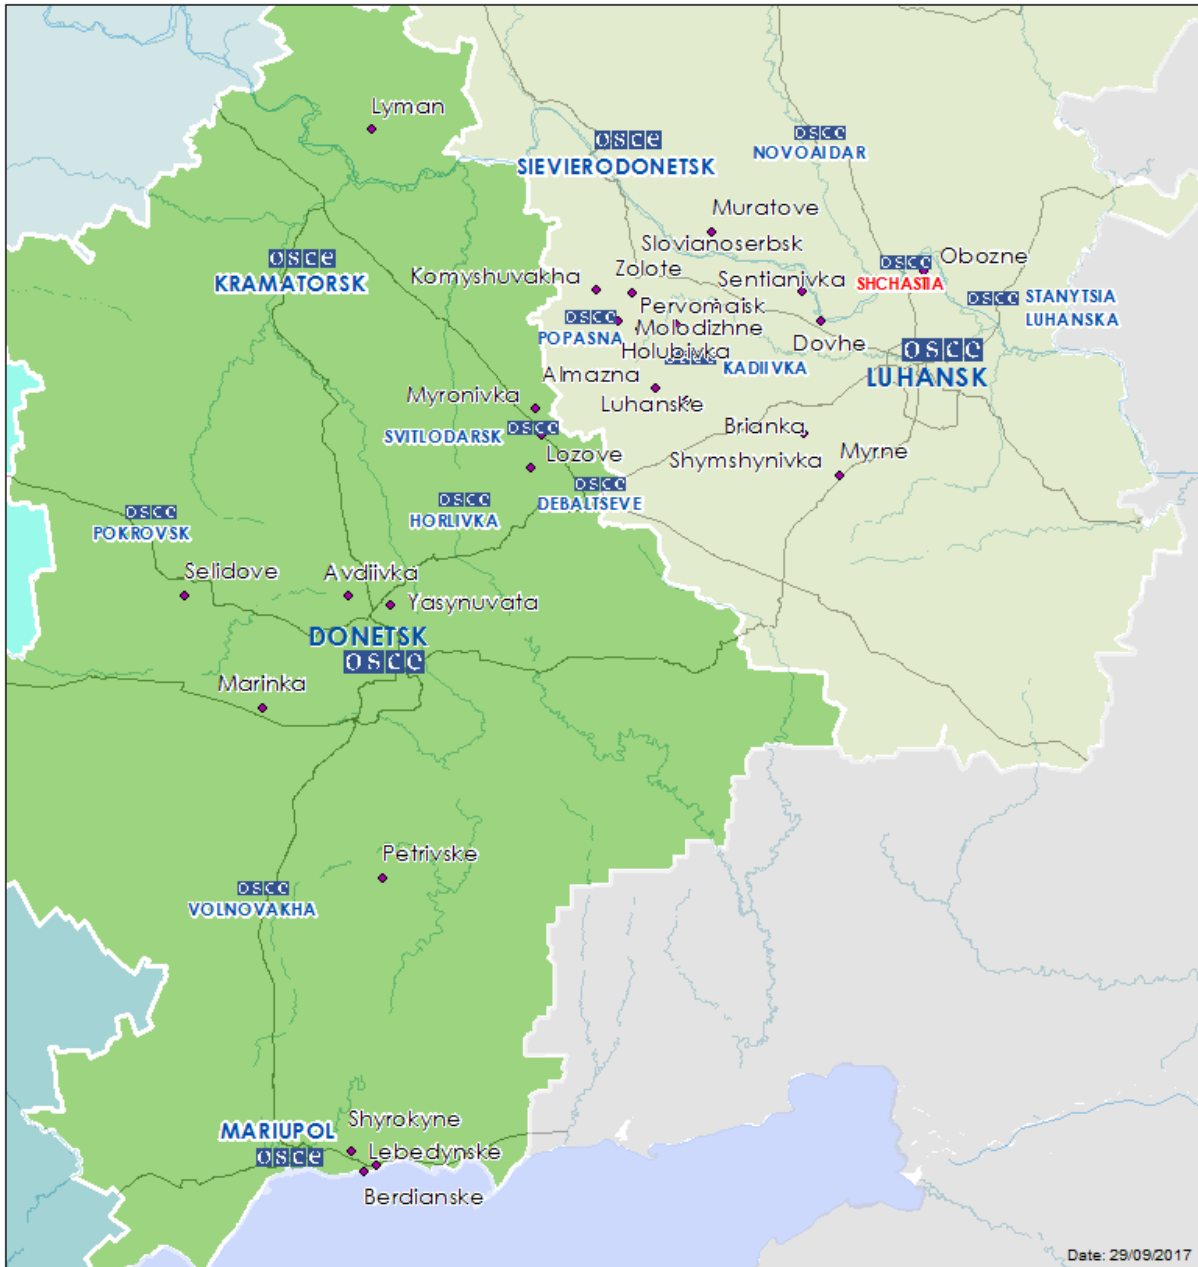 Lyman
osce
SIEVIERODONETSK
osce
NOVOAIDAR
Muratove
osce
KRAMATORSK
Slovianoserbsk
Komyshuvakha
Zolote
Sentianivka
osce
SHCHASTIA
Obozne
Pervomaisk
osce
STANYTSIA
LUHANSKA
osce
POPASNA
Molodizhne
Dovhe
Holubivka
osce
KADIIVKA
osce
LUHANSK
Almazna
Myronivka
Luhanske
osce
SVITLODARSK
Brianka
Lozove
Shymshynivka
Myrne
osce
DEBALTSEVE
osce
HORLIVKA
osce
POKROVSK
Selidove
Avdiivka
Yasynuvata
DONETSK
osce
Marinka
Petrivske
osce
VOLNOVAKHA
Shyrokyne
MARIUPOL
osce
Lebedynske
Berdianske
Date: 29/09/2017